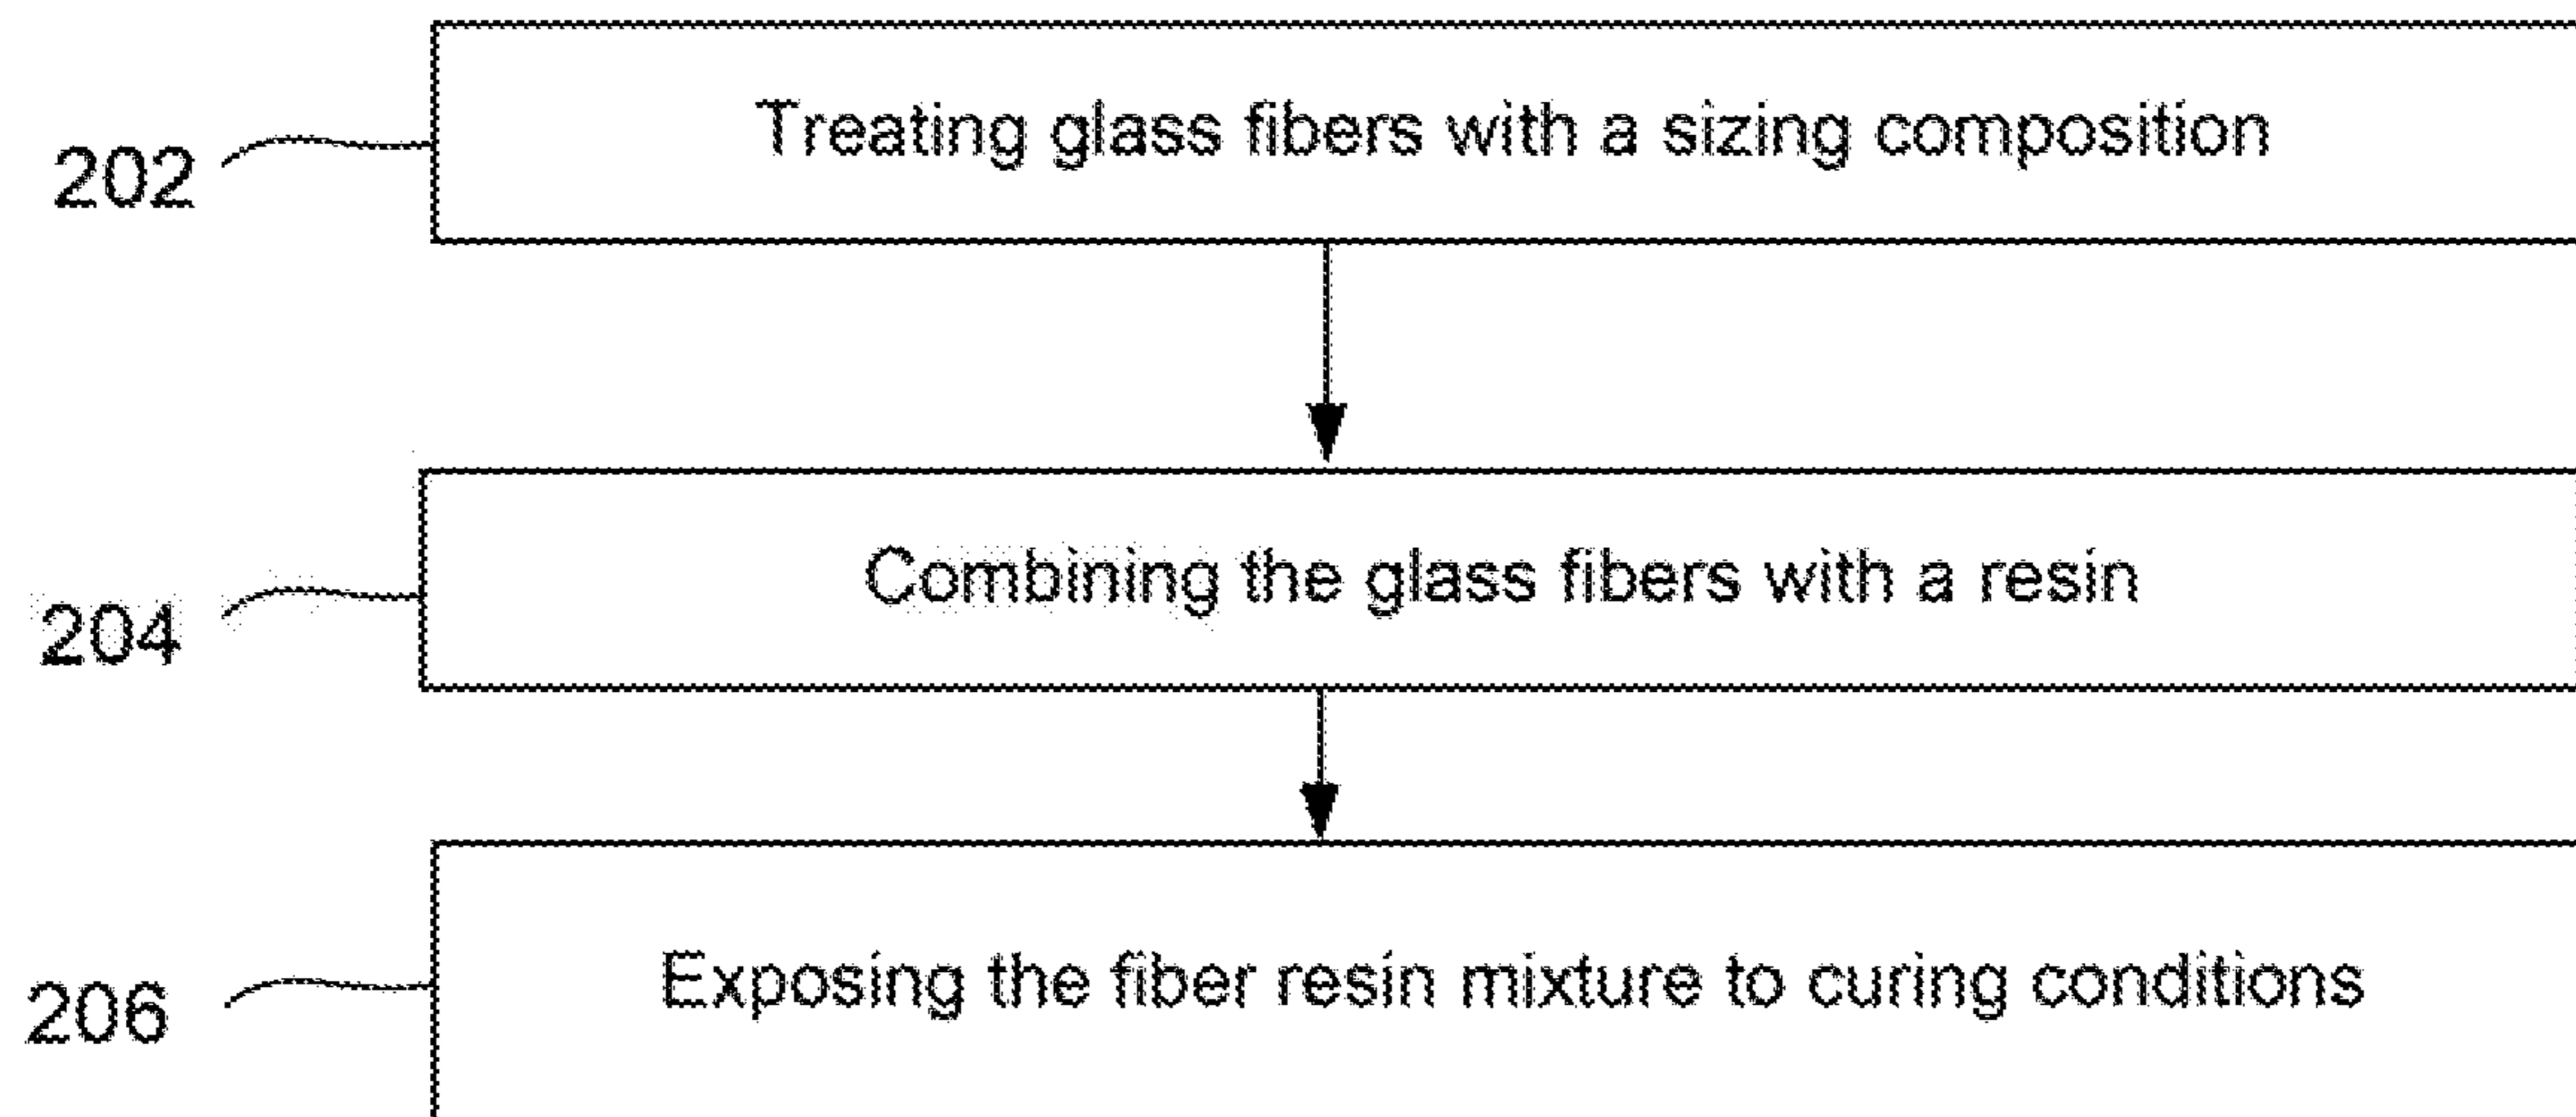 Treating glass fibers with a sizing composition
202
Combining the glass fibers with a resin
204
Exposing the fiber resin mixture to curing conditions
206